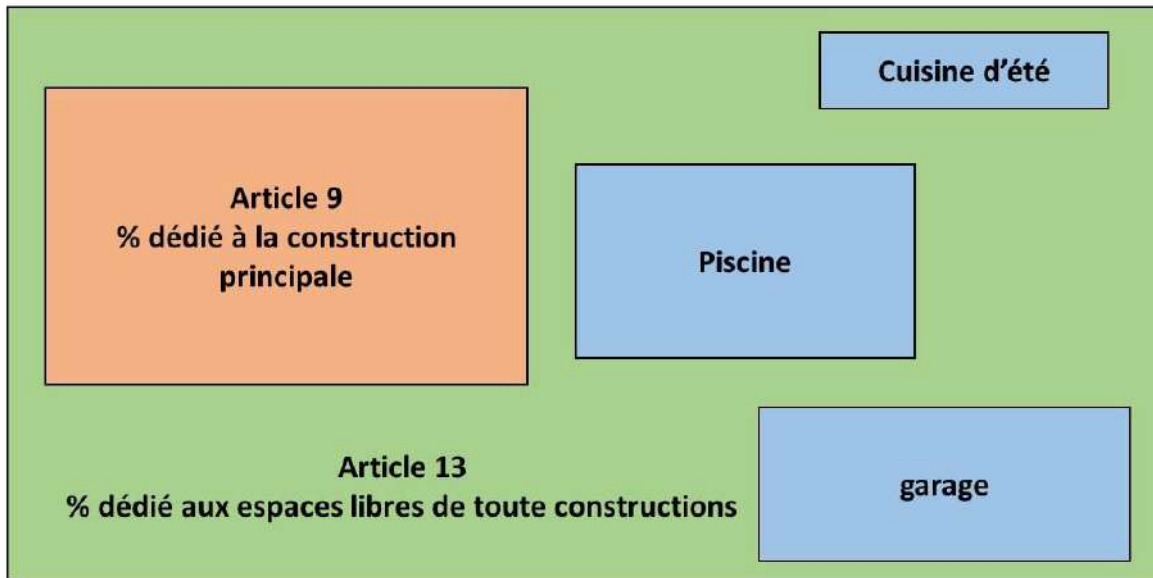 Cuisine d'été
Article 9
% dédié à la construction
principale
Piscine
Article 13
% dédié aux espaces libres de toute constructions
garage